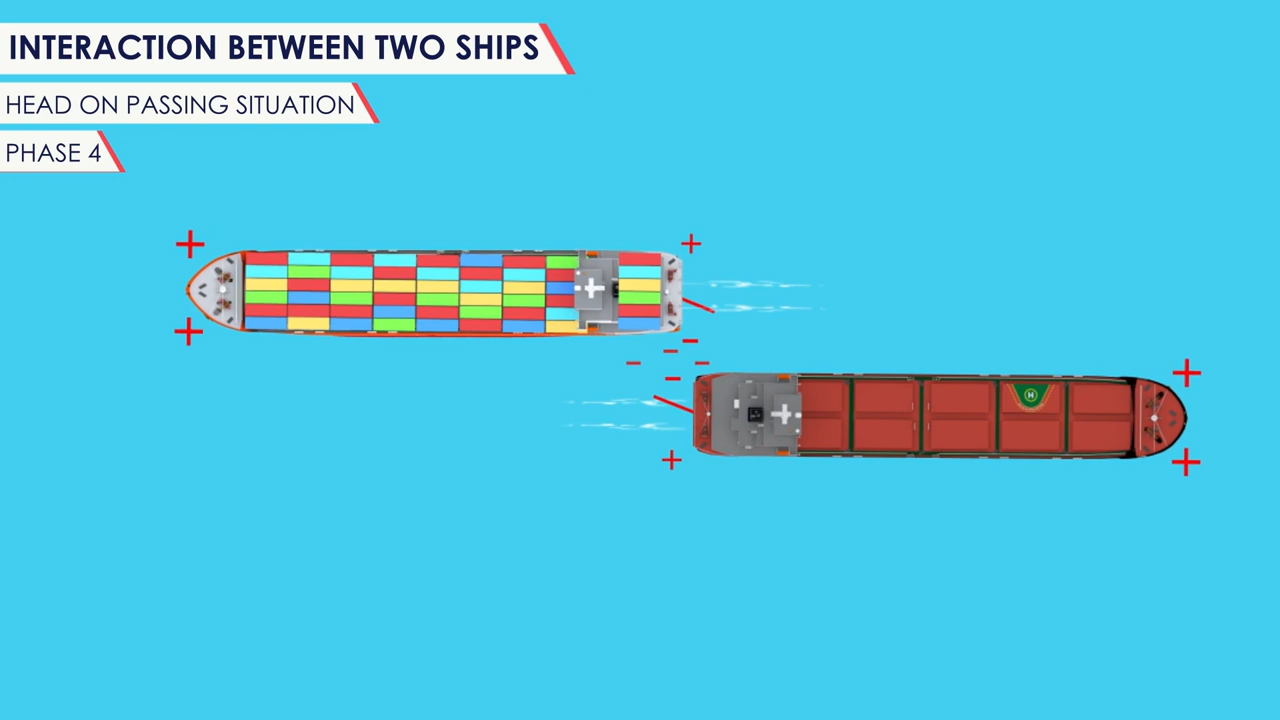 INTERACTION BETWEEN TWO SHIPS
HEAD ON PASSING SITUATION
PHASE 4
H